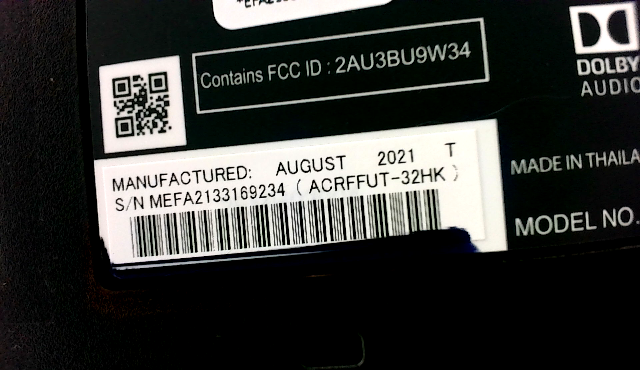 Contains FCC ID : 2AU3BU9W34
DOLBY
AUDIO
MANUFACTURED: AUGUST 2021 T
S/N MEFA2133169234 ( ACRFFUT-32HK )
MADE IN THAILA
MODEL NO.